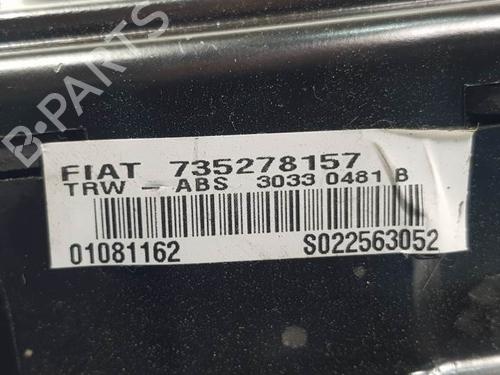 B-PARTS
FIAT 735278157
TRW - ABS 3033 0481 B
01081162 S022563052